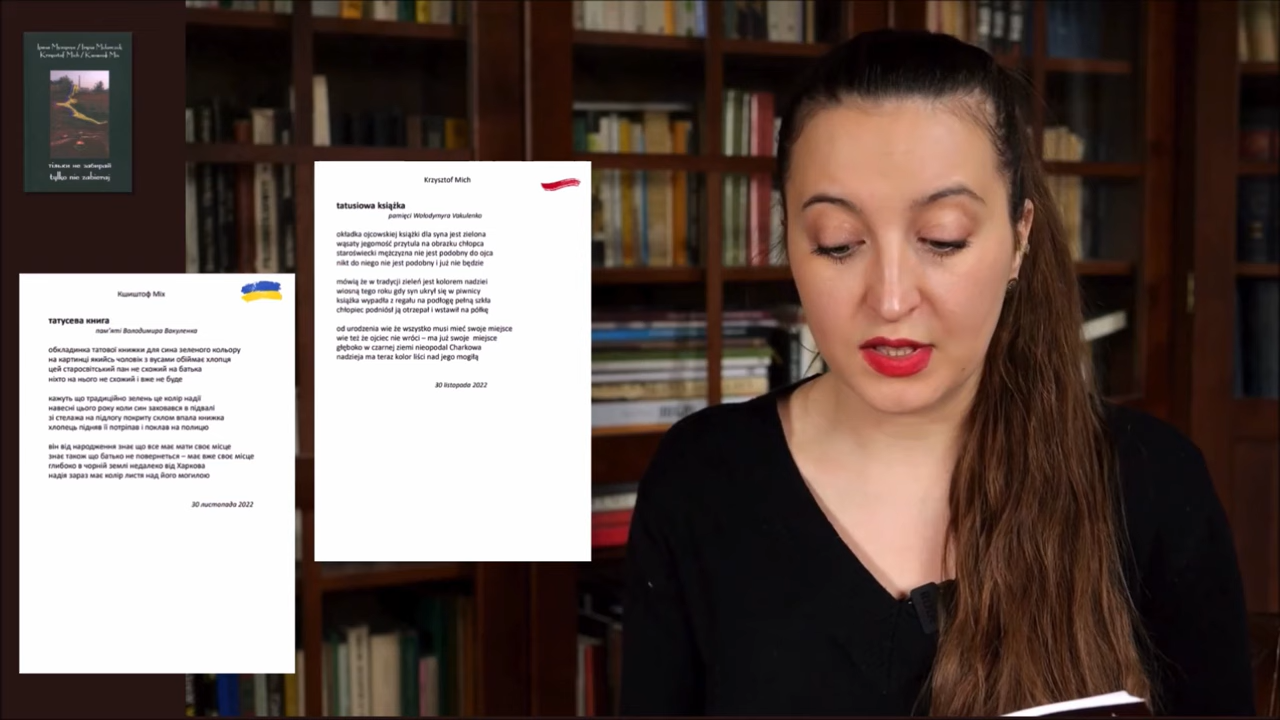 Ірина Мельничук / Iryna Melnyczuk
Krzysztof Mich / Кшиштоф Міх
тільки не забирай
tylko nie zabieraj
Кшиштоф Міх
татусева книга
пам'яті Володимира Вакуленка
обкладинка татової книжки для сина зеленого кольору
на картинці якийсь чоловік з вусами обіймає хлопця
цей старосвітський пан не схожий на батька
ніхто на нього не схожий і вже не буде
кажуть що традиційно зелень це колір надії
навесні цього року коли син заховався в підвалі
зі стелажа на підлогу покриту склом впала книжка
хлопець підняв її потріпав і поклав на полицю
він від народження знає що все має мати своє місце
знає також що батько не повернеться – має вже своє місце
глибоко в чорній землі недалеко від Харкова
надія зараз має колір листя над його могилою
30 листопада 2022
Krzysztof Mich
tatusiowa książka
pamięci Wołodymyra Vakulenko
okładka ojcowskiej książki dla syna jest zielona
wąsaty jegomość przytula na obrazku chłopca
staroświecki mężczyzna nie jest podobny do ojca
nikt do niego nie jest podobny i już nie będzie
mówią że w tradycji zieleń jest kolorem nadziei
wiosną tego roku gdy syn ukrył się w piwnicy
książka wypadła z regału na podłogę pełną szkła
chłopiec podniósł ją otrzepał i wstawił na półkę
od urodzenia wie że wszystko musi mieć swoje miejsce
wie też że ojciec nie wróci – ma już swoje miejsce
głęboko w czarnej ziemi nieopodal Charkowa
nadzieja ma teraz kolor liści nad jego mogiłą
30 listopada 2022